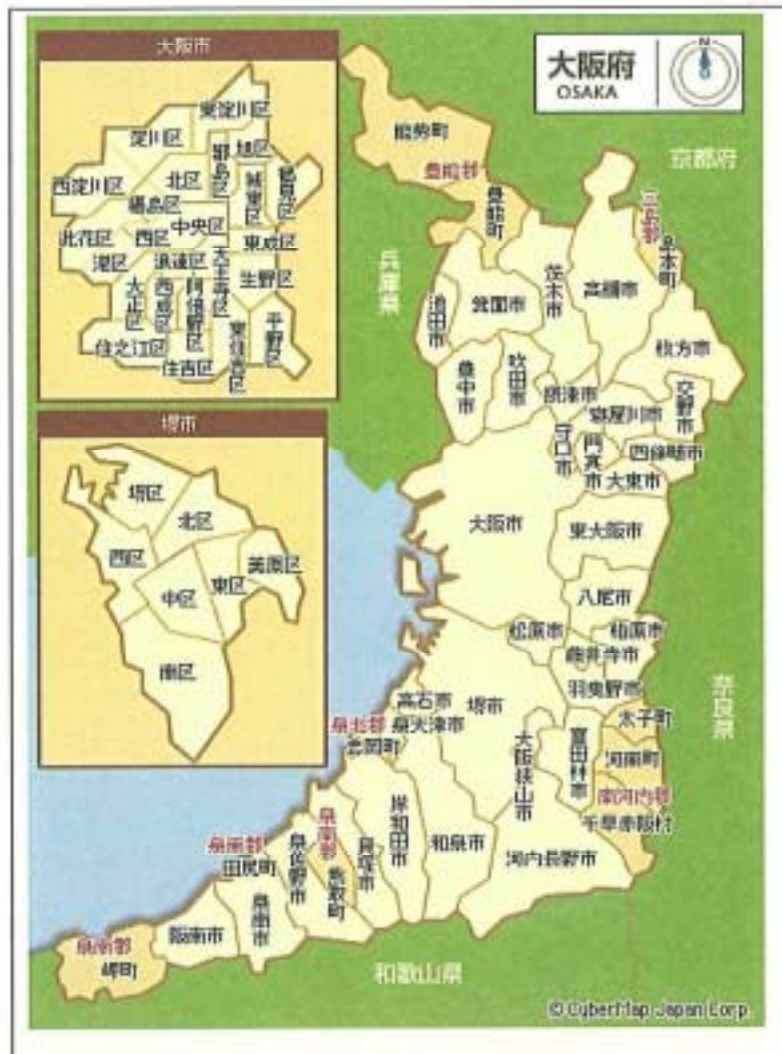 大阪市
東淀川区
淀川区
旭区
都島区
鶴見区
城東区
西淀川区
北区
福島区
此花区
西区
中央区
東成区
港区
浪速区
天王寺区
生野区
大正区
西成区
阿倍野区
東住吉区
平野区
住之江区
住吉区
堺市
堺区
北区
西区
東区
美原区
中区
南区
大阪府
OSAKA
N
能勢町
豊能郡
豊能町
京都府
三島郡
島本町
兵庫県
茨木市
高槻市
池田市
箕面市
枚方市
豊中市
吹田市
摂津市
寝屋川市
交野市
守口市
門真市
四條畷市
大東市
大阪市
東大阪市
八尾市
松原市
柏原市
藤井寺市
羽曳野市
奈良県
高石市
堺市
太子町
泉北郡
泉大津市
忠岡町
大阪狭山市
富田林市
河南町
南河内郡
千早赤阪村
岸和田市
和泉市
河内長野市
泉南郡
田尻町
泉佐野市
泉南郡
熊取町
貝塚市
泉南市
阪南市
泉南郡
岬町
和歌山県
© CyberMap Japan Corp